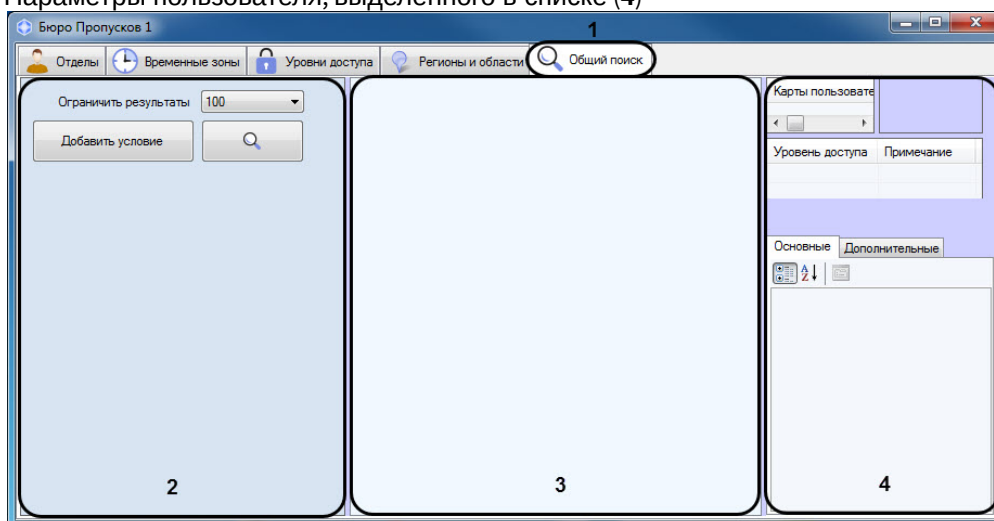 Параметры пользователя, выделенного в списке (4)
Бюро Пропусков 1
1
Отделы
Временные зоны
Уровни доступа
Регионы и области
Общий поиск
Ограничить результаты
100
Добавить условие
Карты пользовате
Уровень доступа
Примечание
Основные
Дополнительные
2
3
4